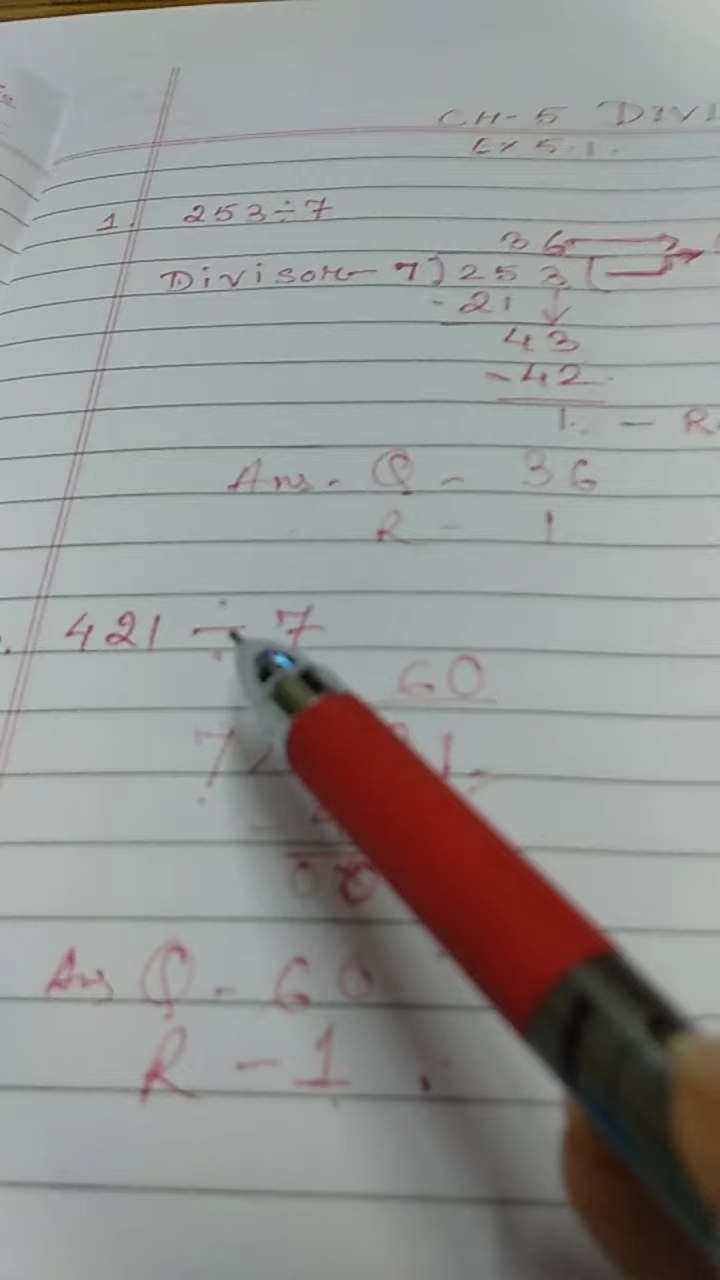 CH-5 DIVI
Ex 5.1.
1. 253÷7
36
Divisor- 7) 253 (
- 21
43
- 42
1 - R
Ans. Q - 36
R - 1
421 ÷ 7
60
7
Ans Q - 60
R - 1